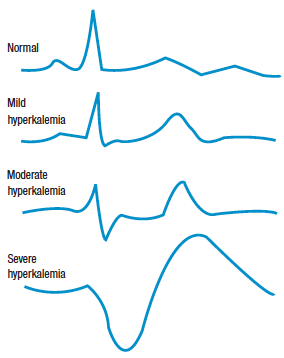 Normal
Mild
hyperkalemia
Moderate
hyperkalemia
Severe
hyperkalemia